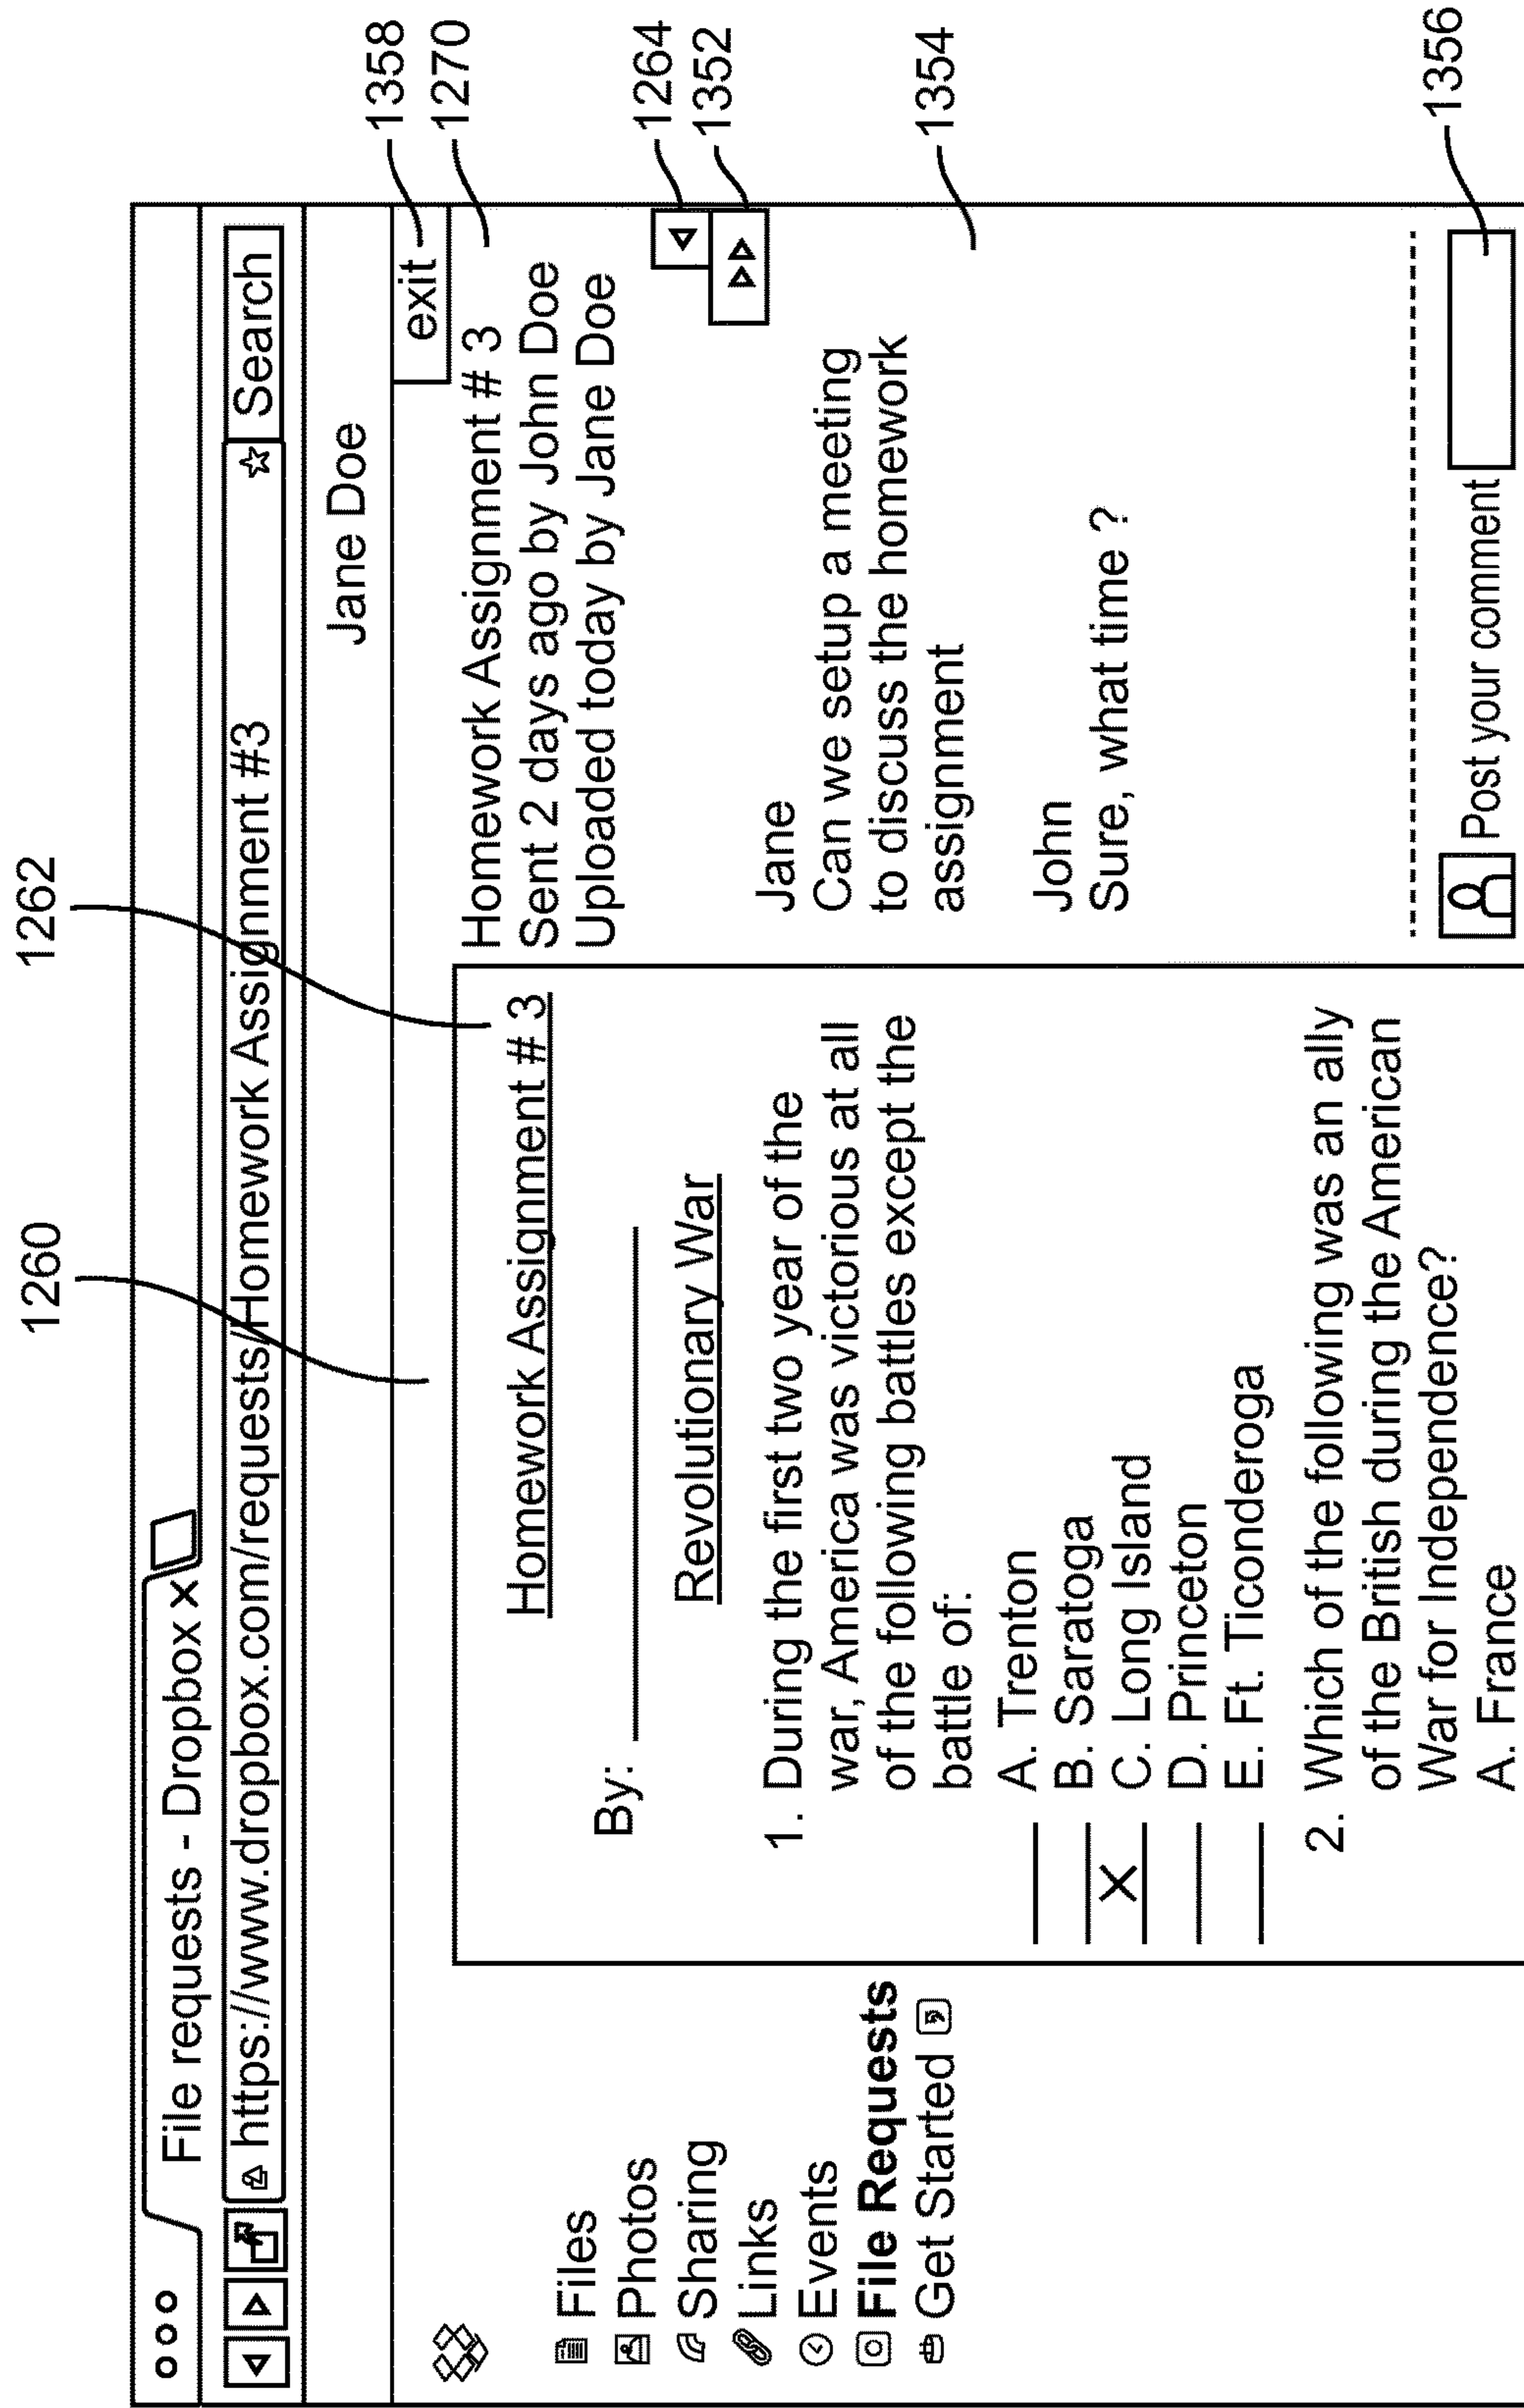 1260
1262
File requests - Dropbox X
https://www.dropbox.com/requests/Homework Assignment #3
Search
Jane Doe
exit
1358
1270
Files
Photos
Sharing
Links
Events
File Requests
Get Started
Homework Assignment # 3
By:
Revolutionary War
1. During the first two year of the
war, America was victorious at all
of the following battles except the
battle of:
A. Trenton
B. Saratoga
X C. Long Island
D. Princeton
E. Ft. Ticonderoga
2. Which of the following was an ally
of the British during the American
War for Independence?
A. France
Homework Assignment # 3
Sent 2 days ago by John Doe
Uploaded today by Jane Doe
1264
1352
Jane
Can we setup a meeting
to discuss the homework
assignment
1354
John
Sure, what time ?
Post your comment
1356